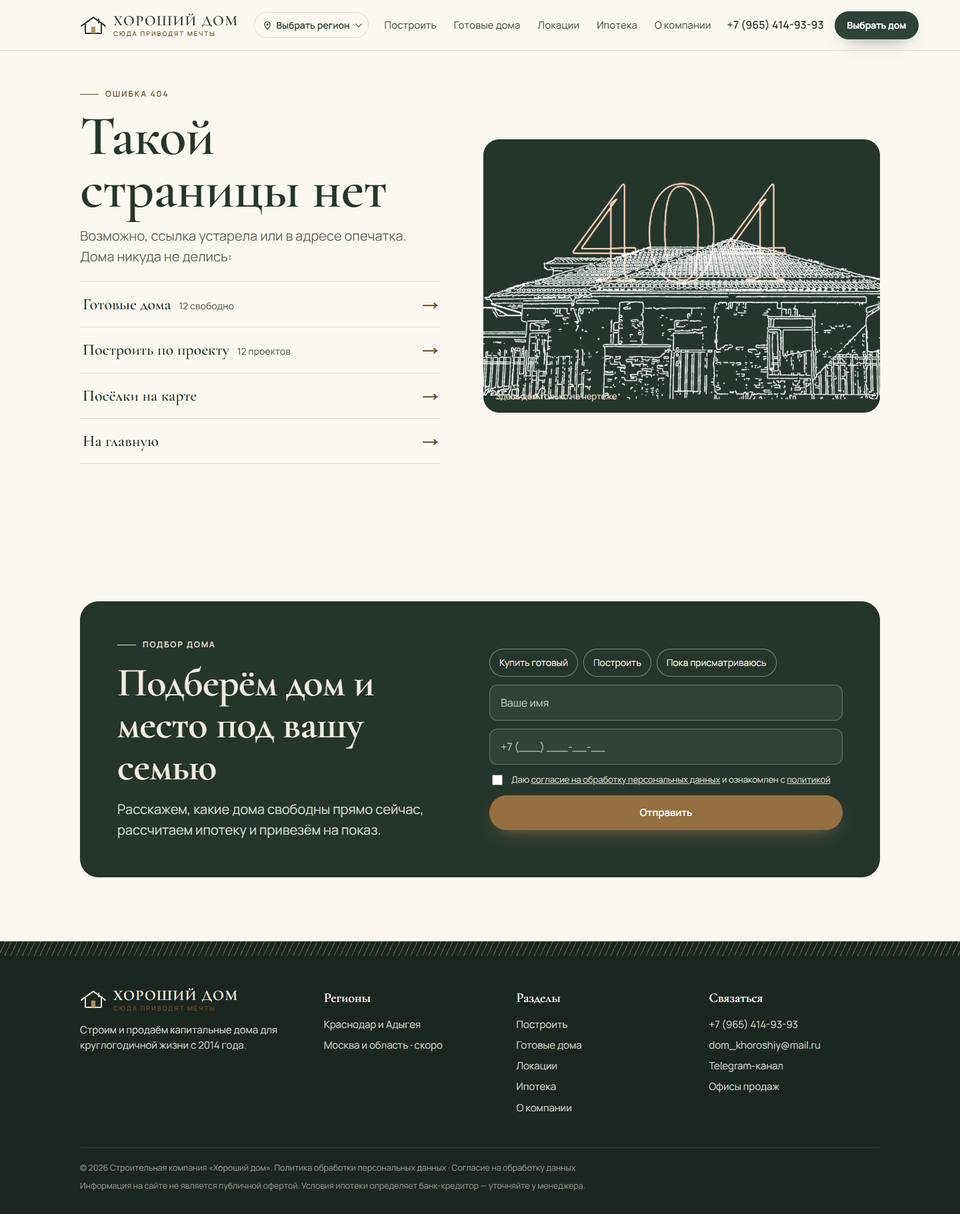 ХОРОШИЙ ДОМ
СЮДА ПРИВОДЯТ МЕЧТЫ
Выбрать регион
Построить
Готовые дома
Локации
Ипотека
О компании
+7 (965) 414-93-93
Выбрать дом
ОШИБКА 404
Такой
страницы нет
Возможно, ссылка устарела или в адресе опечатка.
Дома никуда не делись:
Готовые дома 12 свободно
Построить по проекту 12 проектов
Посёлки на карте
На главную
404
ПОДБОР ДОМА
Подберём дом и
место под вашу
семью
Расскажем, какие дома свободны прямо сейчас,
рассчитаем ипотеку и привезём на показ.
Купить готовый
Построить
Пока присматриваюсь
Ваше имя
+7 (___) ___-__-__
Даю согласие на обработку персональных данных и ознакомлен с политикой
Отправить
ХОРОШИЙ ДОМ
СЮДА ПРИВОДЯТ МЕЧТЫ
Строим и продаём капитальные дома для
круглогодичной жизни с 2014 года.
Регионы
Краснодар и Адыгея
Москва и область · скоро
Разделы
Построить
Готовые дома
Локации
Ипотека
О компании
Связаться
+7 (965) 414-93-93
dom_khoroshiy@mail.ru
Telegram-канал
Офисы продаж
© 2026 Строительная компания «Хороший дом». Политика обработки персональных данных · Согласие на обработку данных
Информация на сайте не является публичной офертой. Условия ипотеки определяет банк-кредитор — уточняйте у менеджера.